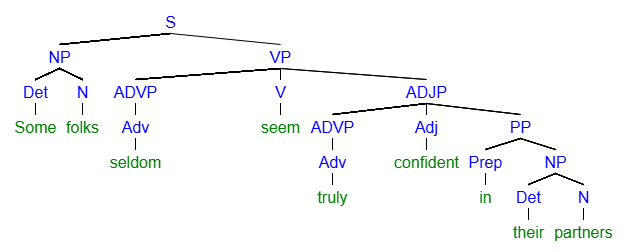 S
NP VP
Det N ADVP V ADJP
Some folks Adv seem ADVP Adj PP
seldom Adv confident Prep NP
truly in Det N
their partners